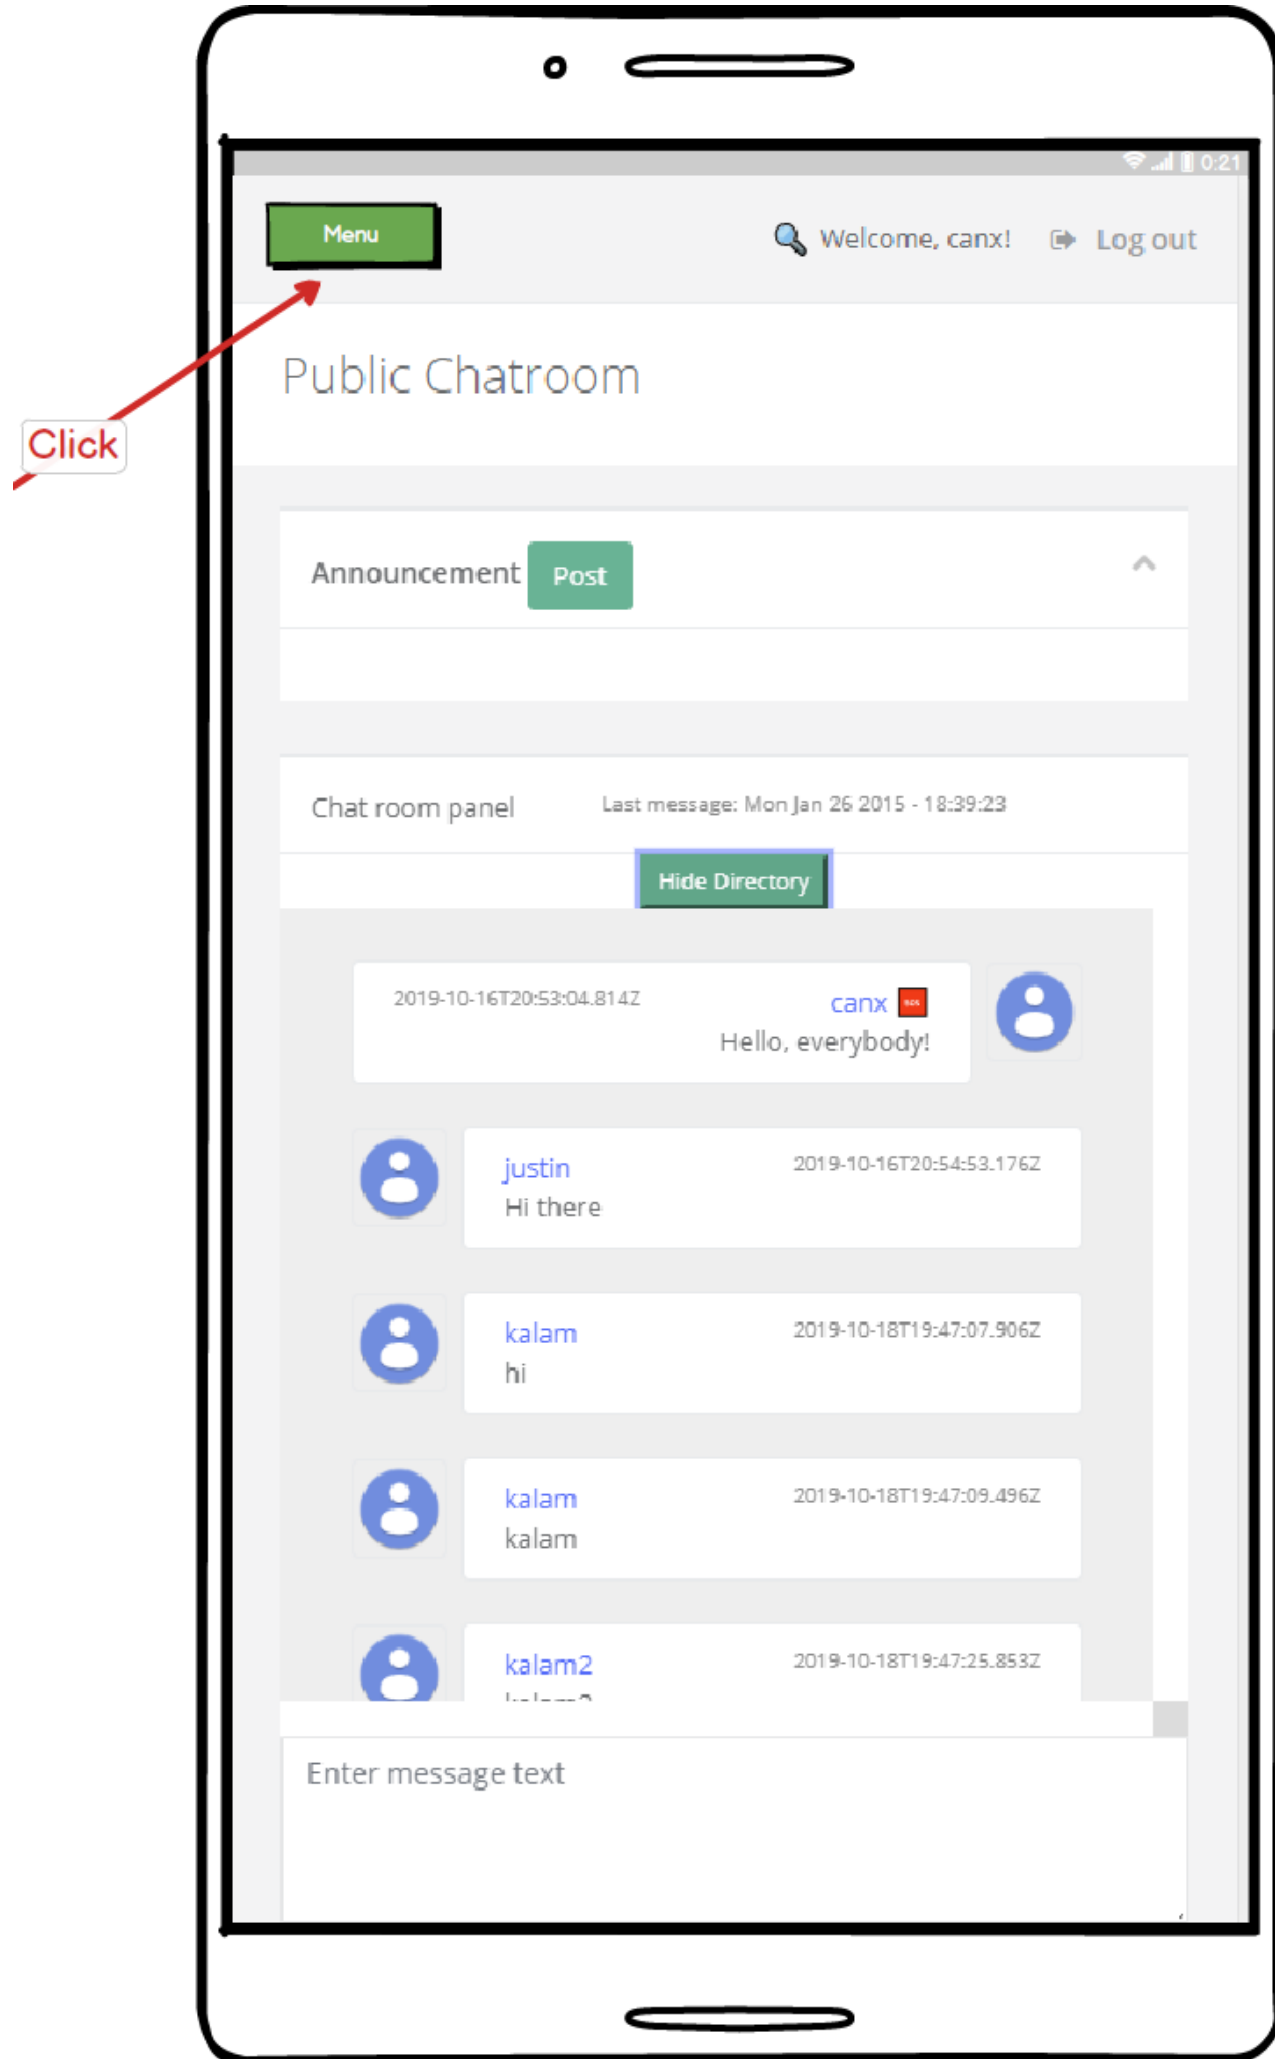 0:21
Menu
Welcome, canx!
Log out
Public Chatroom
Click
Announcement
Post
Chat room panel
Last message: Mon Jan 26 2015 - 18:39:23
Hide Directory
2019-10-16T20:53:04.814Z
canx
Hello, everybody!
justin
2019-10-16T20:54:53.176Z
Hi there
kalam
2019-10-18T19:47:07.906Z
hi
kalam
2019-10-18T19:47:09.496Z
kalam
kalam2
2019-10-18T19:47:25.853Z
Enter message text